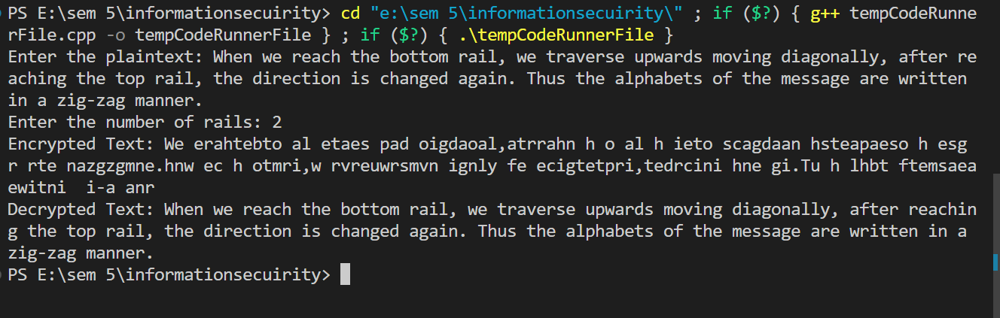 PS E:\sem 5\informationsecuirity> cd "e:\sem 5\informationsecuirity\" ; if ($?) { g++ tempCodeRunne
rFile.cpp -o tempCodeRunnerFile } ; if ($?) { .\tempCodeRunnerFile }
Enter the plaintext: When we reach the bottom rail, we traverse upwards moving diagonally, after re
aching the top rail, the direction is changed again. Thus the alphabets of the message are written
in a zig-zag manner.
Enter the number of rails: 2
Encrypted Text: We erahtebto al etaes pad oigdaoal,atrrahn h o al h ieto scagdaan hsteapaeso h esg
r rte nazgzgmne.hnw ec h otmri,w rvreuwrsmvn ignly fe ecigtetpri,tedrcini hne gi.Tu h lhbt ftemsaea
ewitni  i-a anr
Decrypted Text: When we reach the bottom rail, we traverse upwards moving diagonally, after reachin
g the top rail, the direction is changed again. Thus the alphabets of the message are written in a
zig-zag manner.
PS E:\sem 5\informationsecuirity>